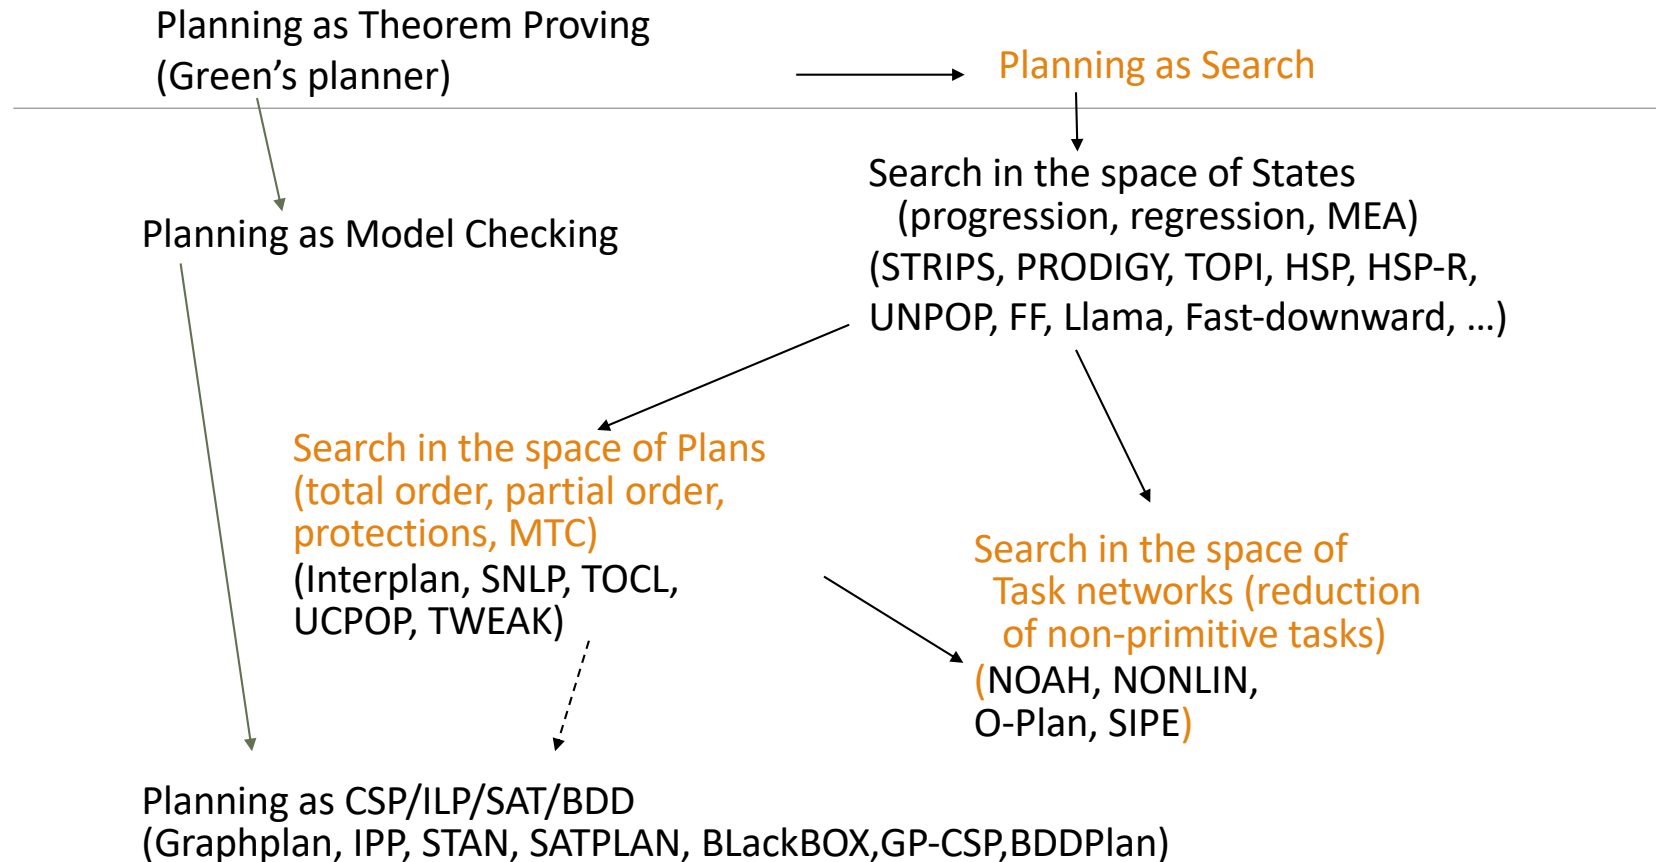 Planning as Theorem Proving
(Green’s planner)
Planning as Search
Search in the space of States
(progression, regression, MEA)
(STRIPS, PRODIGY, TOPI, HSP, HSP-R,
UNPOP, FF, Llama, Fast-downward, ...)
Planning as Model Checking
Search in the space of Plans
(total order, partial order,
protections, MTC)
(Interplan, SNLP, TOCL,
UCPOP, TWEAK)
Search in the space of
Task networks (reduction
of non-primitive tasks)
(NOAH, NONLIN,
O-Plan, SIPE)
Planning as CSP/ILP/SAT/BDD
(Graphplan, IPP, STAN, SATPLAN, BLackBOX,GP-CSP,BDDPlan)